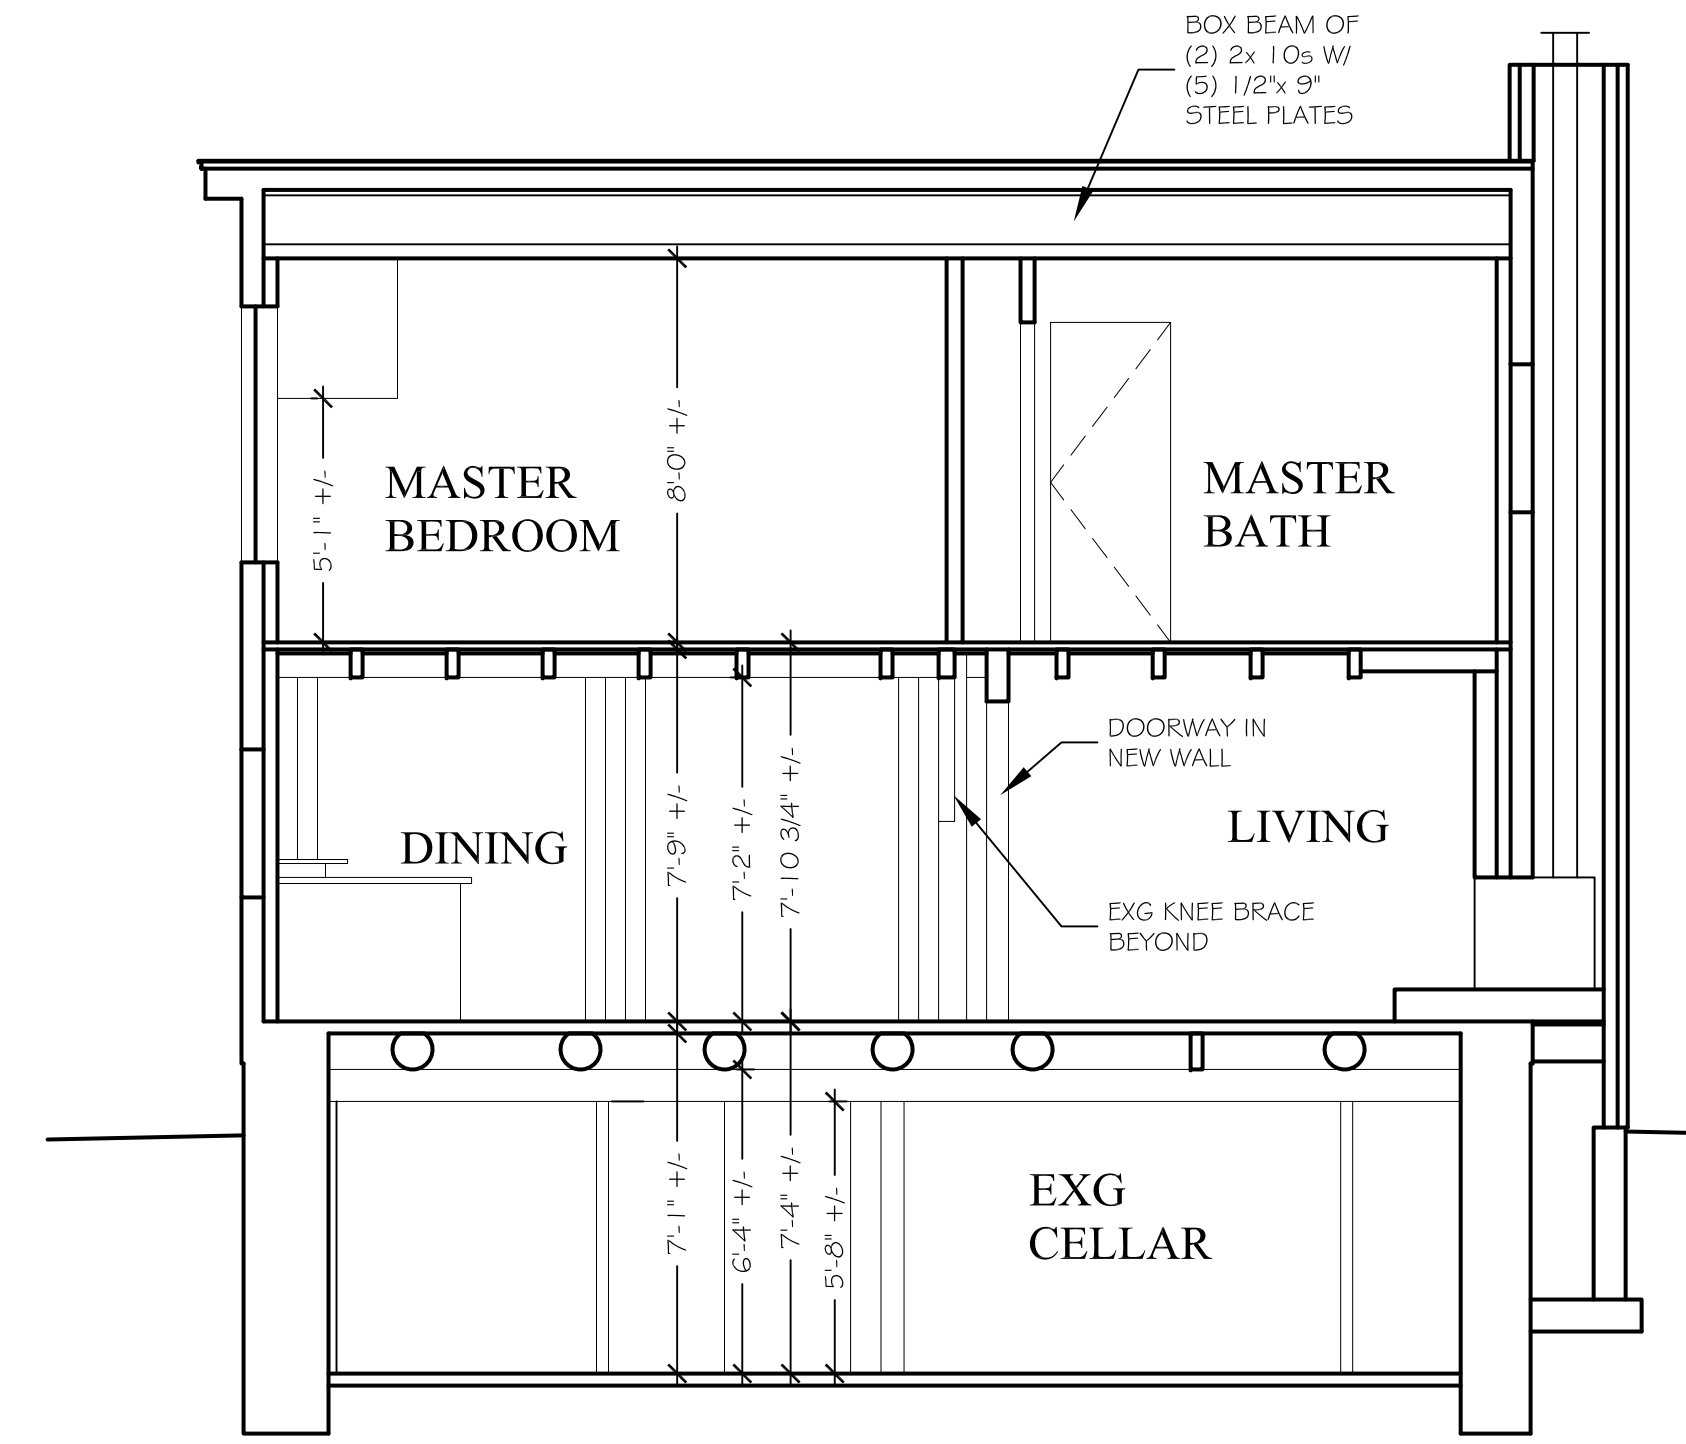 BOX BEAM OF
(2) 2x 10s W/
(5) 1/2"x 9"
STEEL PLATES
MASTER
BEDROOM
5'-1" +/-
8'-0" +/-
MASTER
BATH
DOORWAY IN
NEW WALL
DINING
7'-9" +/-
7'-2" +/-
7'-10 3/4" +/-
LIVING
EXG KNEE BRACE
BEYOND
7'-1" +/-
6'-4" +/-
7'-4" +/-
5'-8" +/-
EXG
CELLAR